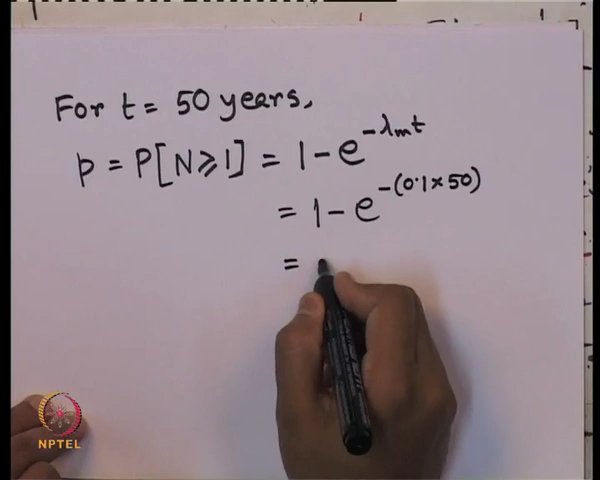 For t = 50 years,
p = P[N≥1] = 1 - e^{-λ_m t}
= 1 - e^{-(0.1×50)}
=
NPTEL